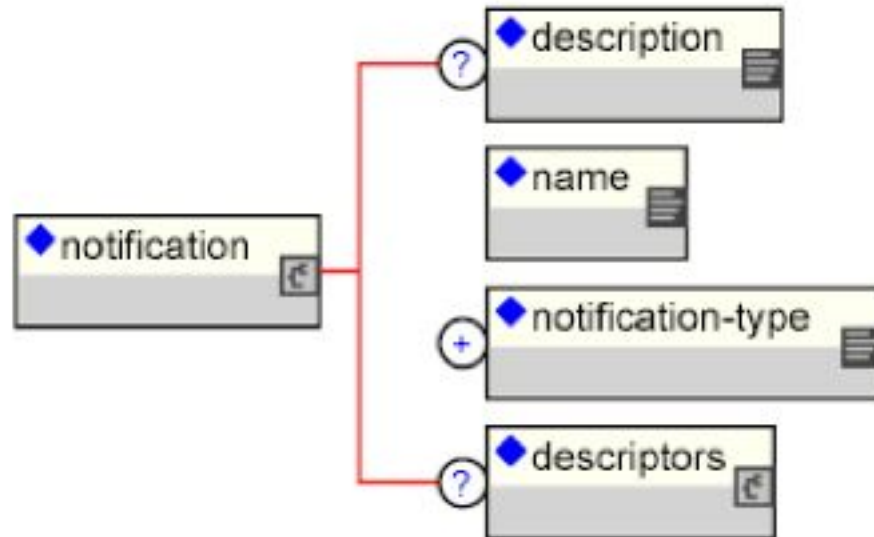 description
?
name
notification
notification-type
+
descriptors
?